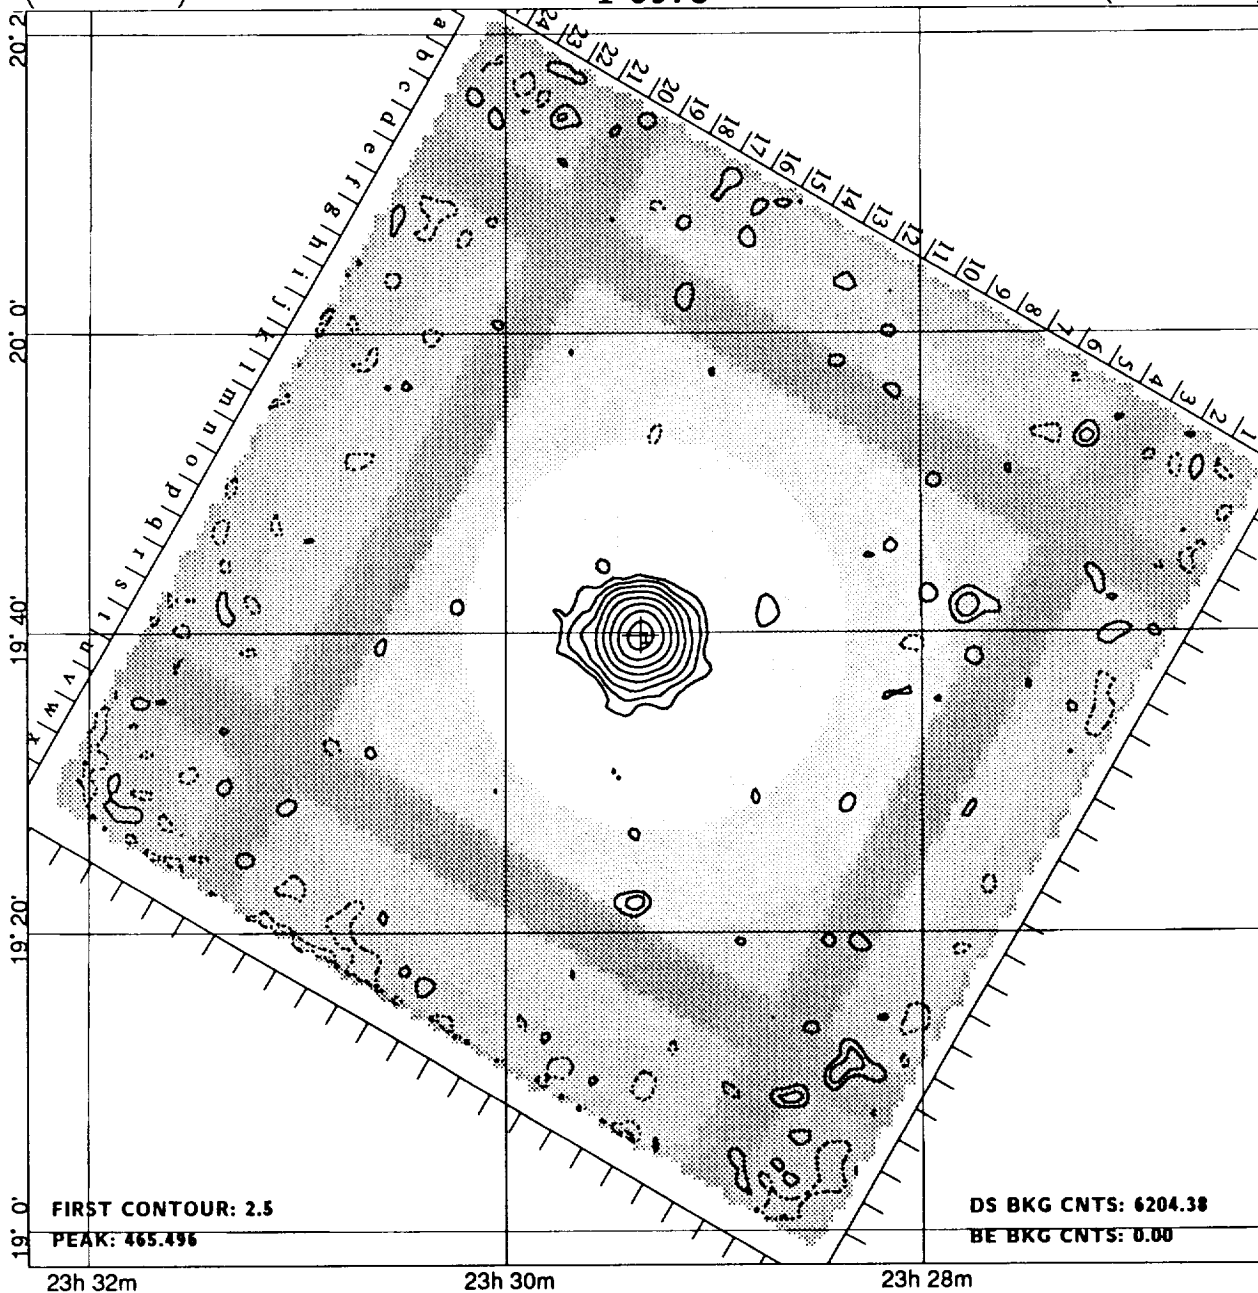 24 23 22 21 20 19 18 17 16 15 14 13 12 11 10 9 8 7 6 5 4 3 2 1
a b c d e f g h i j k l m n o p q r s t u v w x
20° 0'
19° 40'
19° 20'
19° 0'
FIRST CONTOUR: 2.5
PEAK: 465.496
DS BKG CNTS: 6204.38
BE BKG CNTS: 0.00
23h 32m
23h 30m
23h 28m